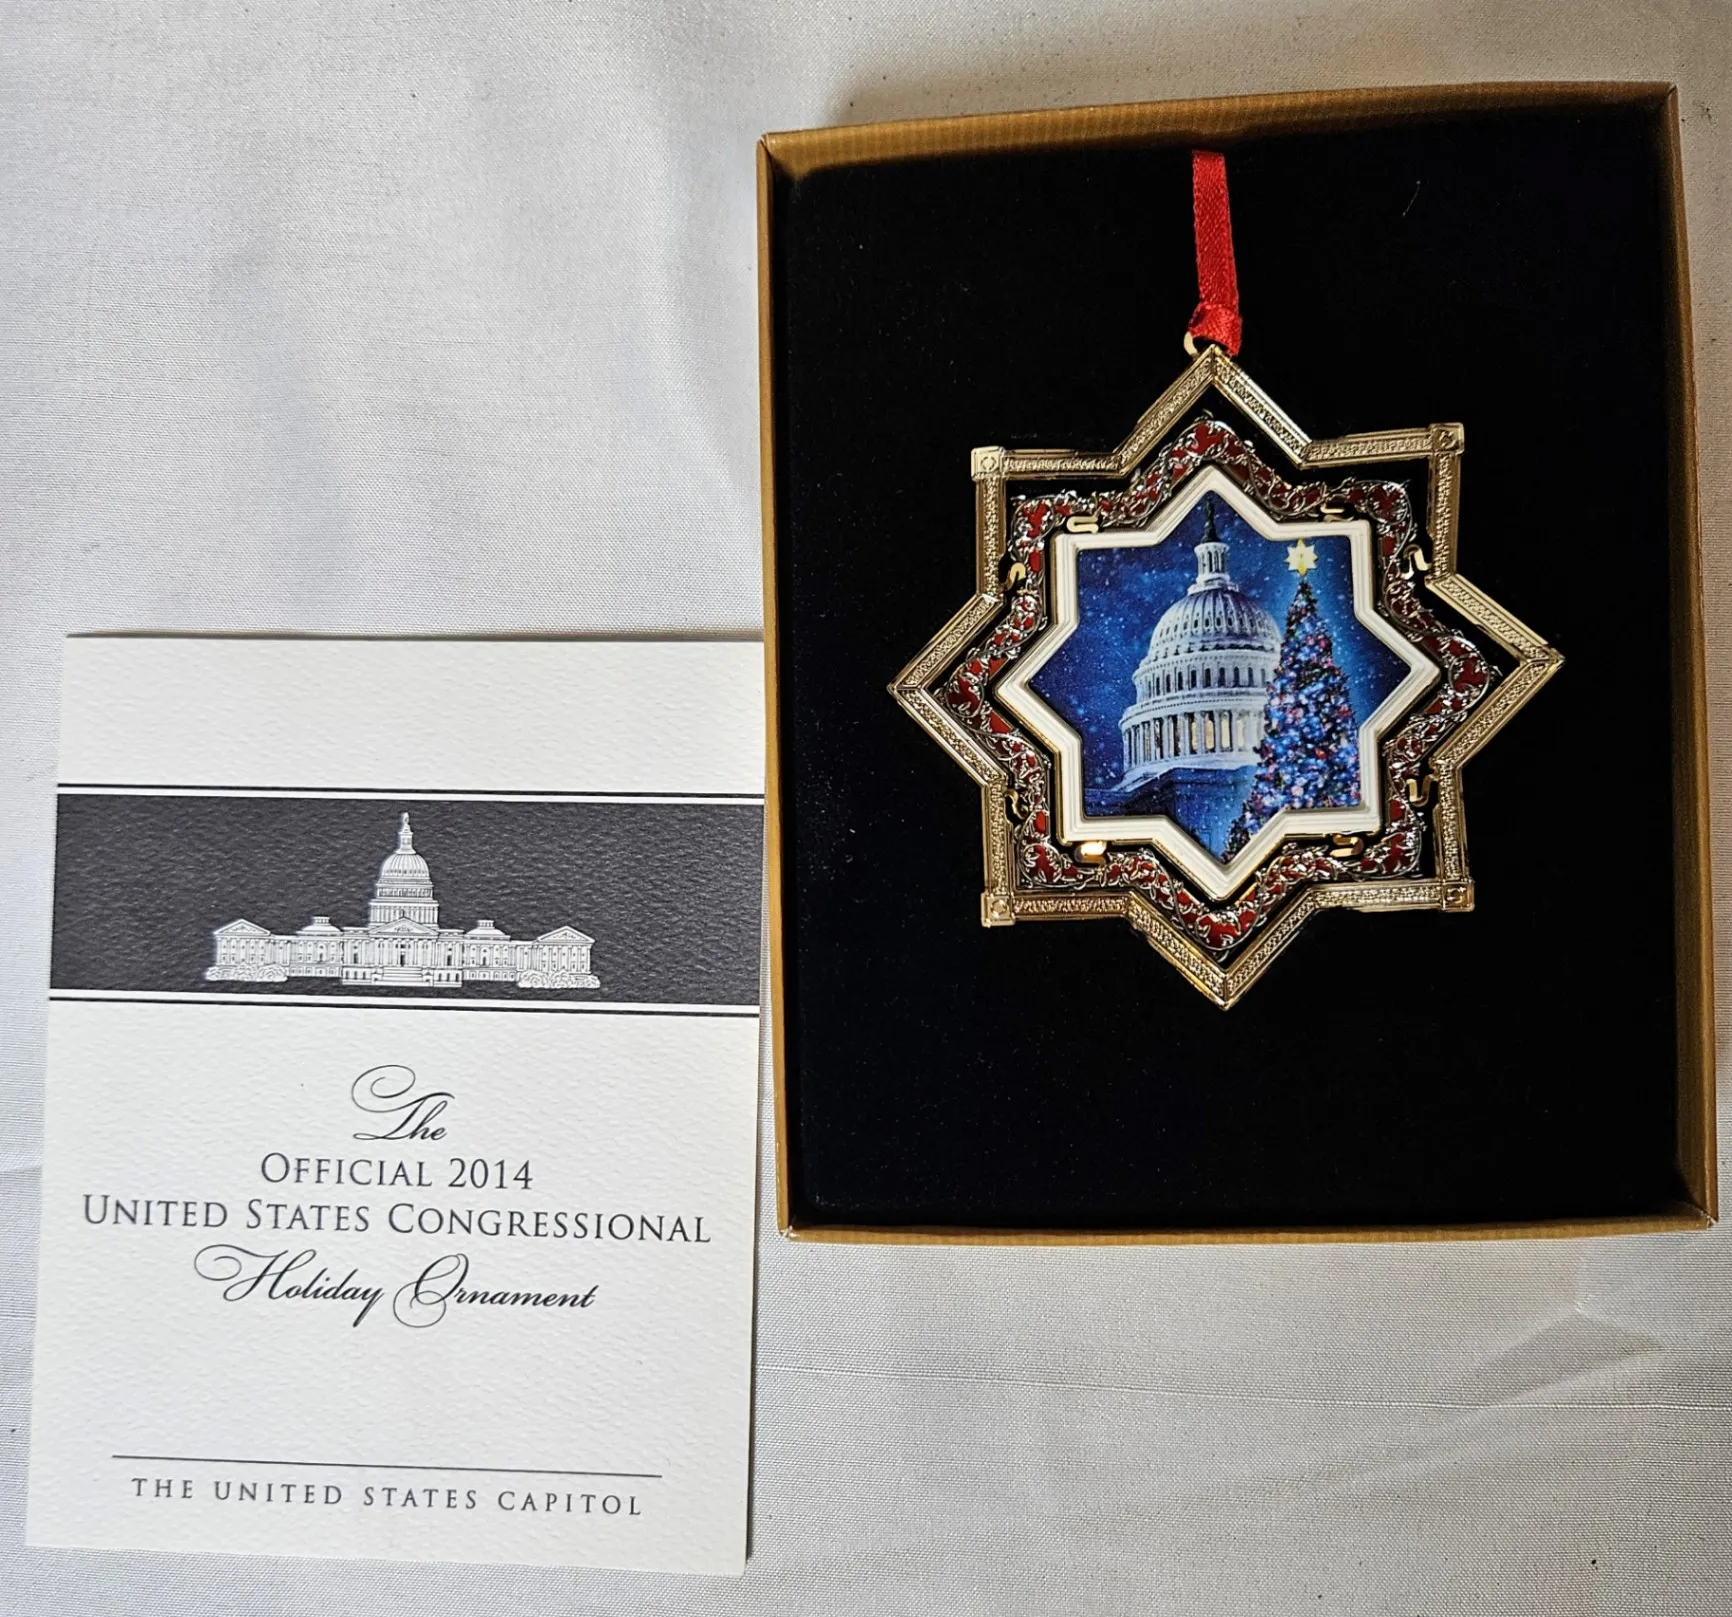 The
OFFICIAL 2014
UNITED STATES CONGRESSIONAL
Holiday Ornament
THE UNITED STATES CAPITOL